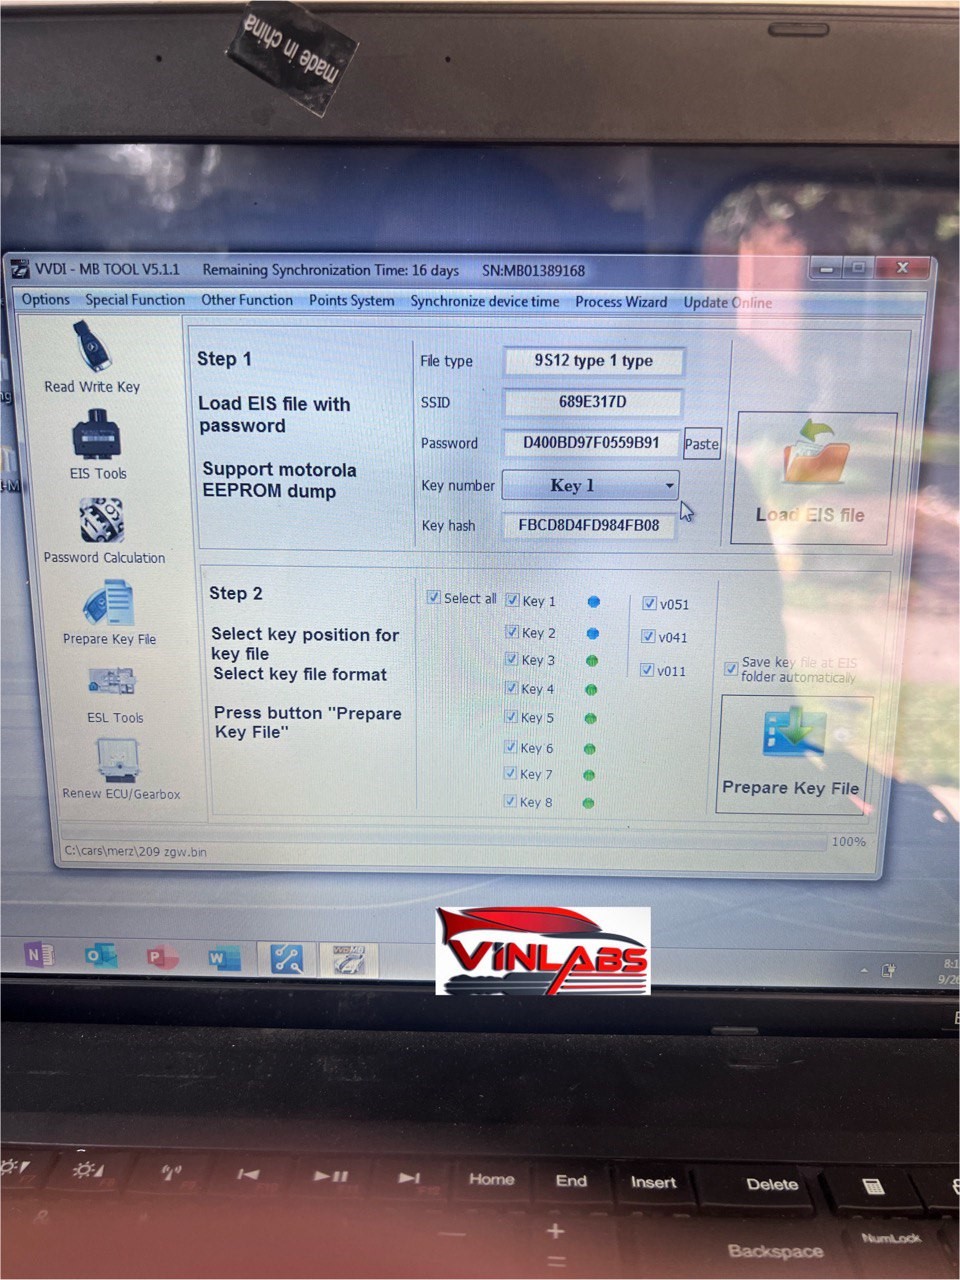 made in china
VVDI - MB TOOL V5.1.1 Remaining Synchronization Time: 16 days SN:MB01389168
Options Special Function Other Function Points System Synchronize device time Process Wizard Update Online
Read Write Key
EIS Tools
Password Calculation
Prepare Key File
ESL Tools
Renew ECU/Gearbox
Step 1
Load EIS file with
password
Support motorola
EEPROM dump
File type 9S12 type 1 type
SSID 689E317D
Password D400BD97F0559B91 Paste
Key number Key 1
Key hash FBCD8D4FD984FB08
Load EIS file
Step 2
Select key position for
key file
Select key file format
Press button "Prepare
Key File"
Select all
Key 1
Key 2
Key 3
Key 4
Key 5
Key 6
Key 7
Key 8
v051
v041
v011
Save key file at EIS
folder automatically
Prepare Key File
100%
C:\cars\merz\209 zgw.bin
VINLABS
Home End Insert Delete
Backspace NumLock